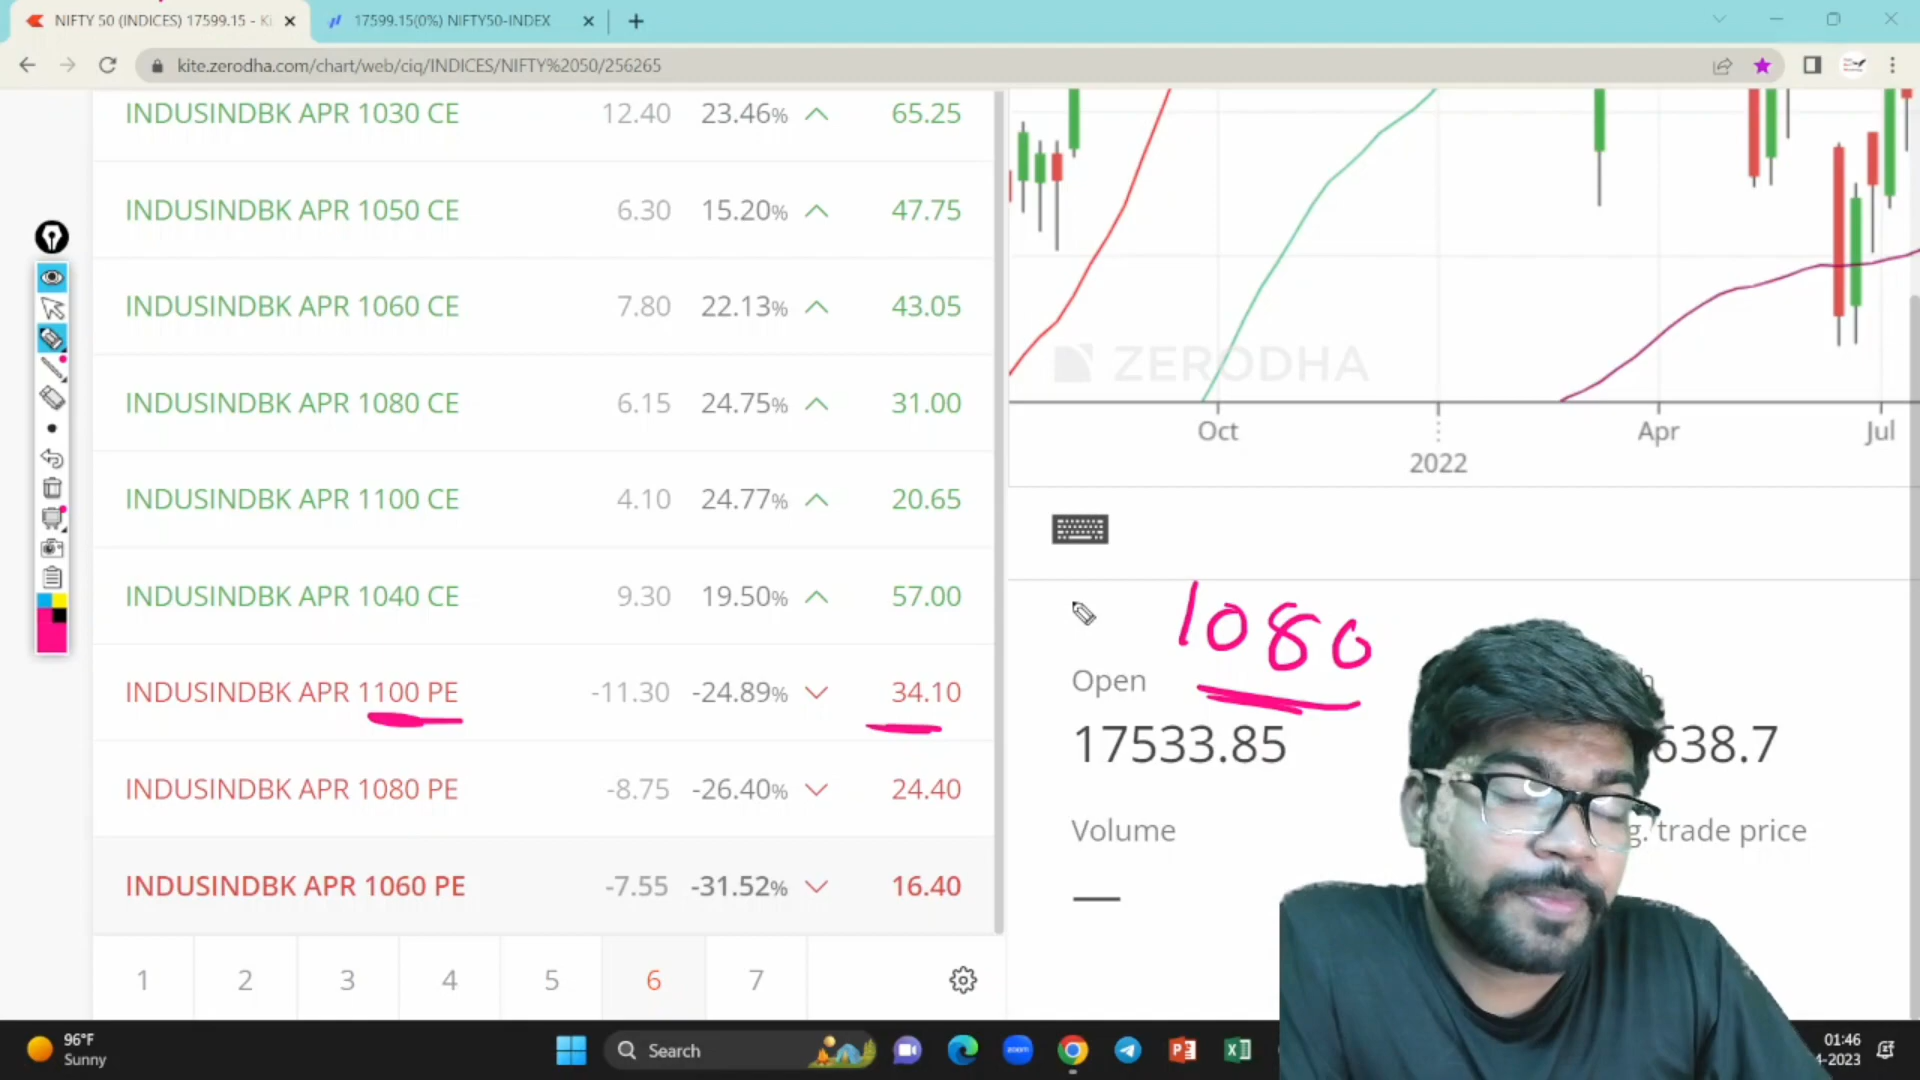 NIFTY 50 (INDICES) 17599.15 - Ki
17599.15(0%) NIFTY50-INDEX
kite.zerodha.com/chart/web/ciq/INDICES/NIFTY%2050/256265
INDUSINDBK APR 1030 CE 12.40 23.46% 65.25
INDUSINDBK APR 1050 CE 6.30 15.20% 47.75
INDUSINDBK APR 1060 CE 7.80 22.13% 43.05
INDUSINDBK APR 1080 CE 6.15 24.75% 31.00
INDUSINDBK APR 1100 CE 4.10 24.77% 20.65
INDUSINDBK APR 1040 CE 9.30 19.50% 57.00
INDUSINDBK APR 1100 PE -11.30 -24.89% 34.10
INDUSINDBK APR 1080 PE -8.75 -26.40% 24.40
INDUSINDBK APR 1060 PE -7.55 -31.52% 16.40
1 2 3 4 5 6 7
ZERODHA
Oct Apr Jul
2022
1080
Open
17533.85 638.7
Volume g. trade price
96°F
Sunny
Search
zoom
01:46
4-2023